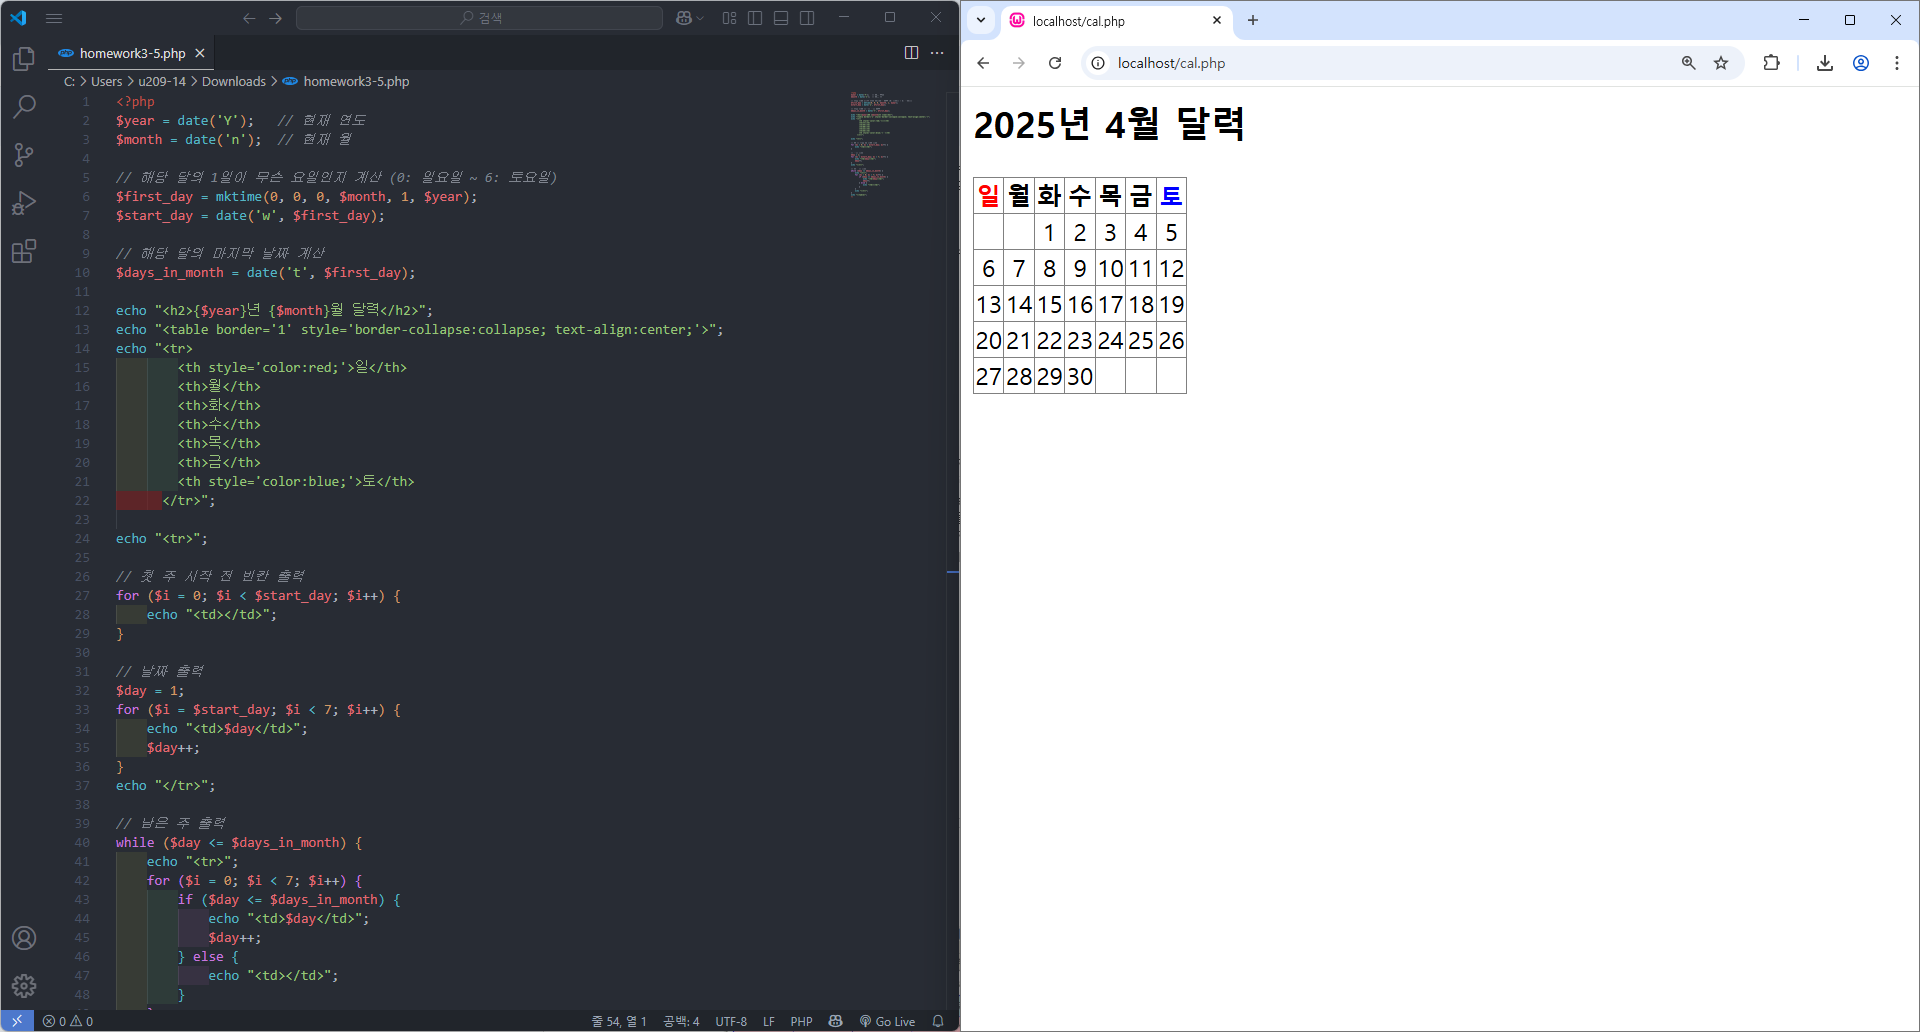 검색
homework3-5.php
C: > Users > u209-14 > Downloads > homework3-5.php
1 <?php
2 $year = date('Y');   // 현재 연도
3 $month = date('n');  // 현재 월
4
5 // 해당 달의 1일이 무슨 요일인지 계산 (0: 일요일 ~ 6: 토요일)
6 $first_day = mktime(0, 0, 0, $month, 1, $year);
7 $start_day = date('w', $first_day);
8
9 // 해당 달의 마지막 날짜 계산
10 $days_in_month = date('t', $first_day);
11
12 echo "<h2>{$year}년 {$month}월 달력</h2>";
13 echo "<table border='1' style='border-collapse:collapse; text-align:center;'>";
14 echo "<tr>
15         <th style='color:red;'>일</th>
16         <th>월</th>
17         <th>화</th>
18         <th>수</th>
19         <th>목</th>
20         <th>금</th>
21         <th style='color:blue;'>토</th>
22       </tr>";
23
24 echo "<tr>";
25
26 // 첫 주 시작 전 빈칸 출력
27 for ($i = 0; $i < $start_day; $i++) {
28     echo "<td></td>";
29 }
30
31 // 날짜 출력
32 $day = 1;
33 for ($i = $start_day; $i < 7; $i++) {
34     echo "<td>$day</td>";
35     $day++;
36 }
37 echo "</tr>";
38
39 // 남은 주 출력
40 while ($day <= $days_in_month) {
41     echo "<tr>";
42     for ($i = 0; $i < 7; $i++) {
43         if ($day <= $days_in_month) {
44             echo "<td>$day</td>";
45             $day++;
46         } else {
47             echo "<td></td>";
48         }
0 0 줄 54, 열 1 공백: 4 UTF-8 LF PHP Go Live
localhost/cal.php
localhost/cal.php
2025년 4월 달력
일 월 화 수 목 금 토
1 2 3 4 5
6 7 8 9 10 11 12
13 14 15 16 17 18 19
20 21 22 23 24 25 26
27 28 29 30